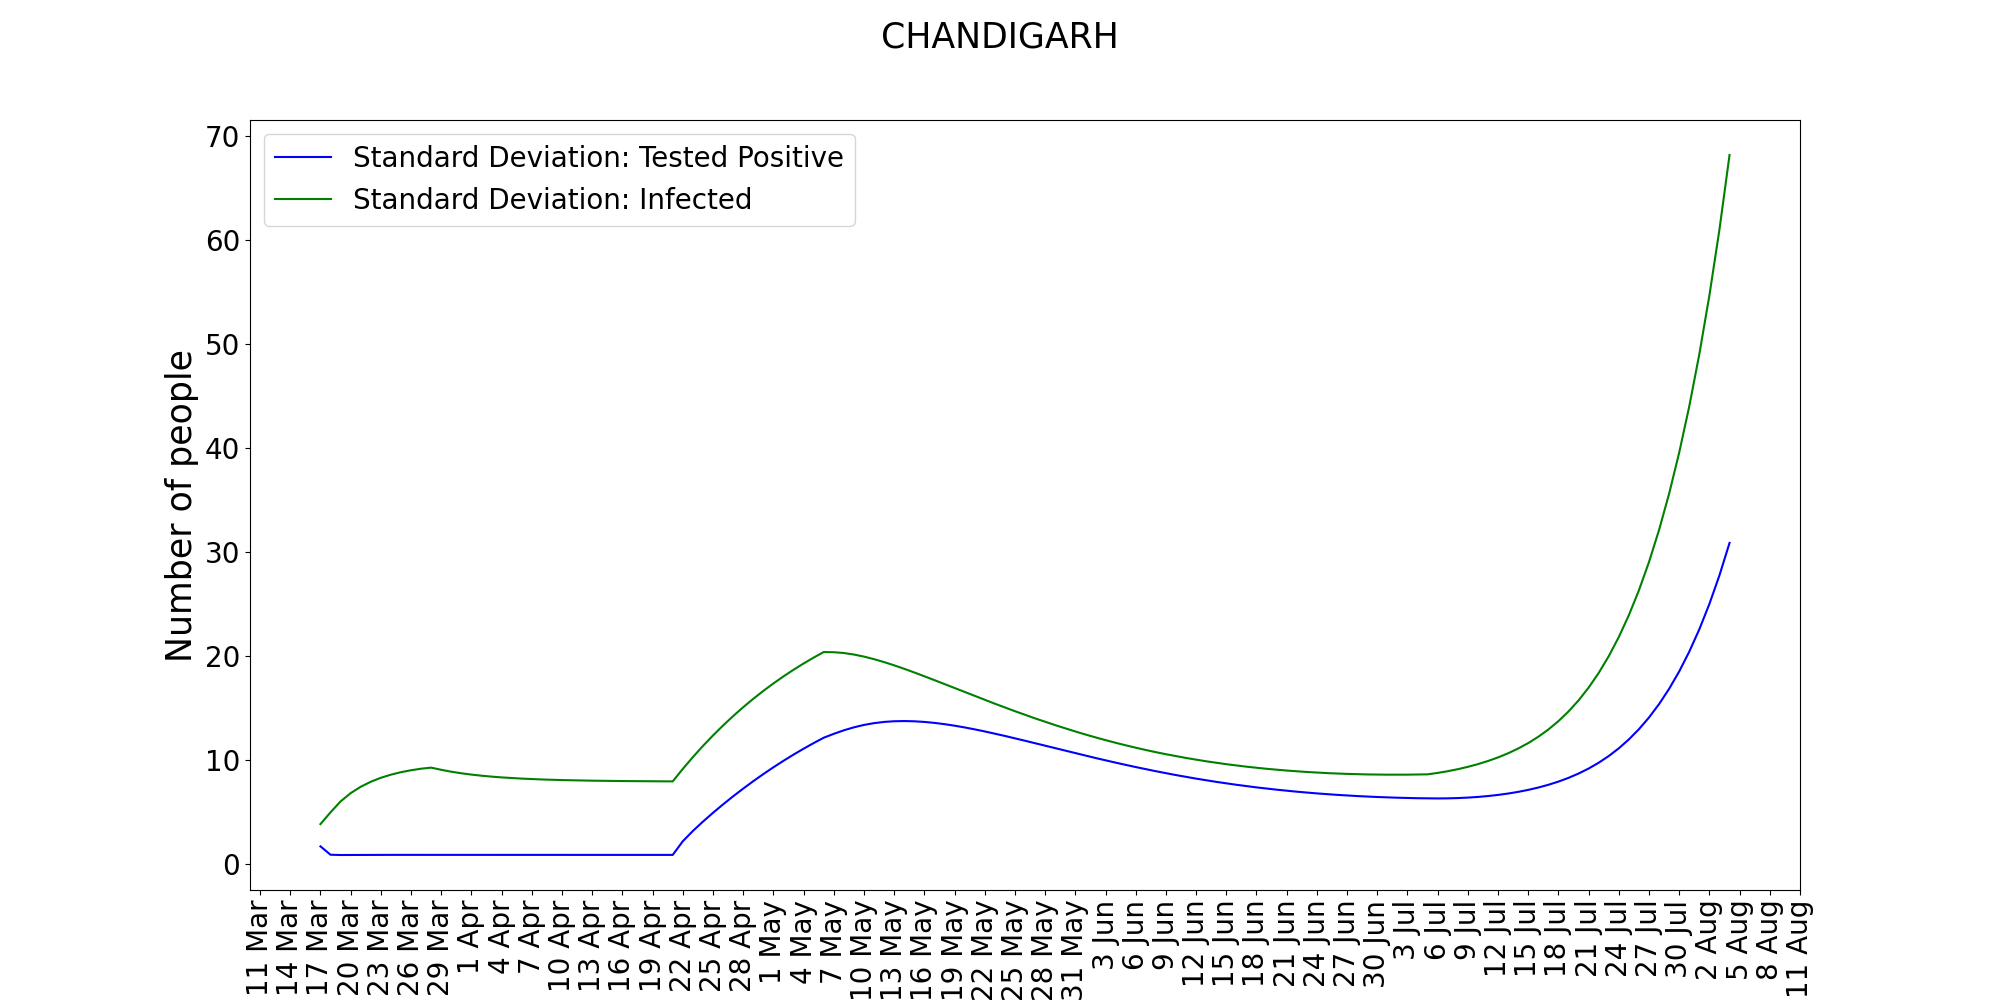 CHANDIGARH
Standard Deviation: Tested Positive
Standard Deviation: Infected
Number of people
70
60
50
40
30
20
10
0
11 Mar
14 Mar
17 Mar
20 Mar
23 Mar
26 Mar
29 Mar
1 Apr
4 Apr
7 Apr
10 Apr
13 Apr
16 Apr
19 Apr
22 Apr
25 Apr
28 Apr
1 May
4 May
7 May
10 May
13 May
16 May
19 May
22 May
25 May
28 May
31 May
3 Jun
6 Jun
9 Jun
12 Jun
15 Jun
18 Jun
21 Jun
24 Jun
27 Jun
30 Jun
3 Jul
6 Jul
9 Jul
12 Jul
15 Jul
18 Jul
21 Jul
24 Jul
27 Jul
30 Jul
2 Aug
5 Aug
8 Aug
11 Aug